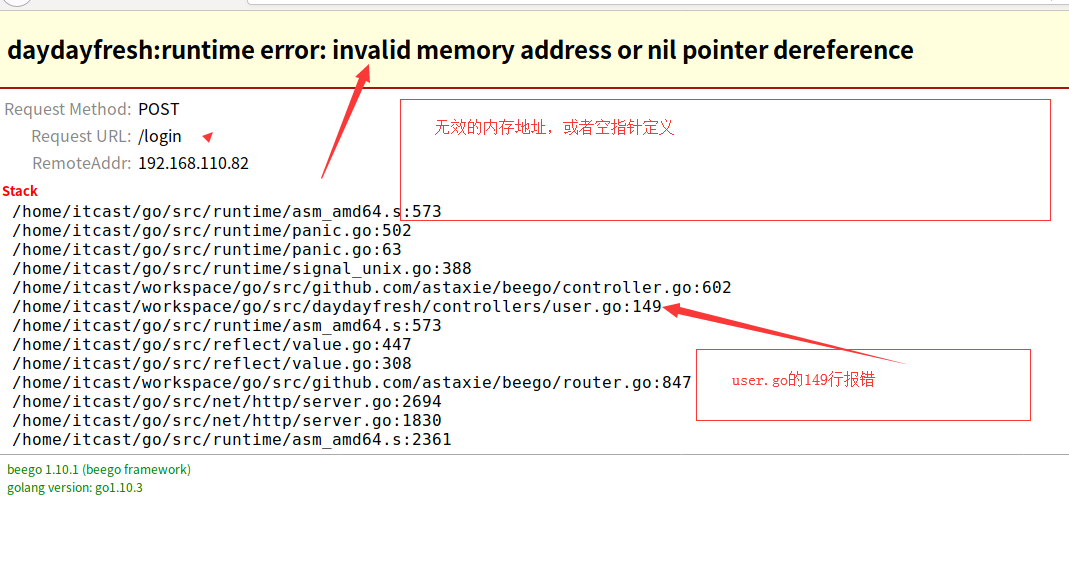 daydayfresh:runtime error: invalid memory address or nil pointer dereference
Request Method: POST
Request URL: /login
RemoteAddr: 192.168.110.82
无效的内存地址，或者空指针定义
Stack
/home/itcast/go/src/runtime/asm_amd64.s:573
/home/itcast/go/src/runtime/panic.go:502
/home/itcast/go/src/runtime/panic.go:63
/home/itcast/go/src/runtime/signal_unix.go:388
/home/itcast/workspace/go/src/github.com/astaxie/beego/controller.go:602
/home/itcast/workspace/go/src/daydayfresh/controllers/user.go:149
/home/itcast/go/src/runtime/asm_amd64.s:573
/home/itcast/go/src/reflect/value.go:447
/home/itcast/go/src/reflect/value.go:308
/home/itcast/workspace/go/src/github.com/astaxie/beego/router.go:847
user.go的149行报错
/home/itcast/go/src/net/http/server.go:2694
/home/itcast/go/src/net/http/server.go:1830
/home/itcast/go/src/runtime/asm_amd64.s:2361
beego 1.10.1 (beego framework)
golang version: go1.10.3